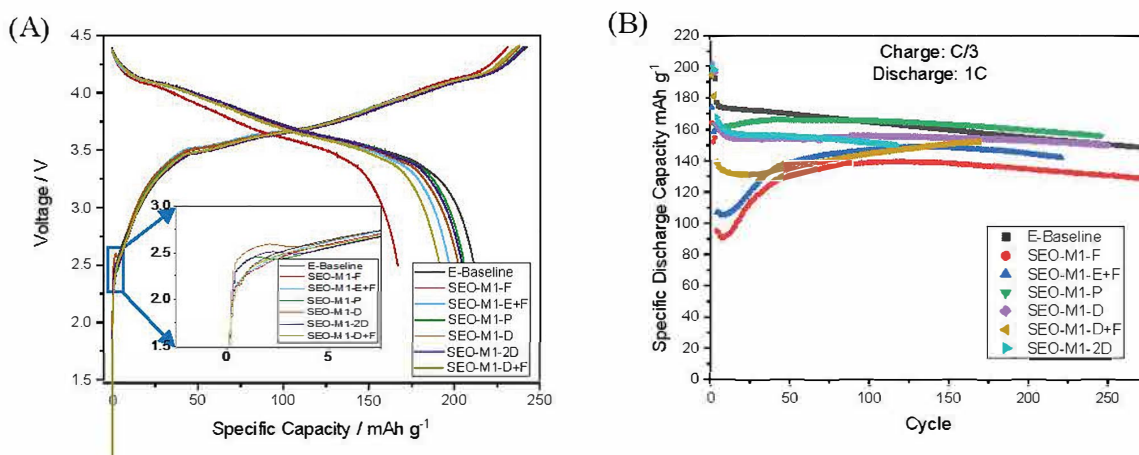 (A)
4.5
4.0
3.5
3.0
2.5
2.0
1.5
Voltage / V
0
50
100
150
200
250
Specific Capacity / mAh g-1
3.0
2.5
2.0
1.5
0
5
E-Baseline
SEO-M1-F
SEO-M1-E+F
SEO-M1-P
SEO-M1-D
SEO-M1-2D
SEO-M1-D+F
E-Baseline
SEO-M1-F
SEO-M1-E+F
SEO-M1-P
SEO-M1-D
SEO-M1-2D
SEO-M1-D+F
(B)
Charge: C/3
Discharge: 1C
220
200
180
160
140
120
100
80
60
40
20
0
Specific Discharge Capacity mAh g-1
0
50
100
150
200
250
Cycle
E-Baseline
SEO-M1-F
SEO-M1-E+F
SEO-M1-P
SEO-M1-D
SEO-M1-D+F
SEO-M1-2D